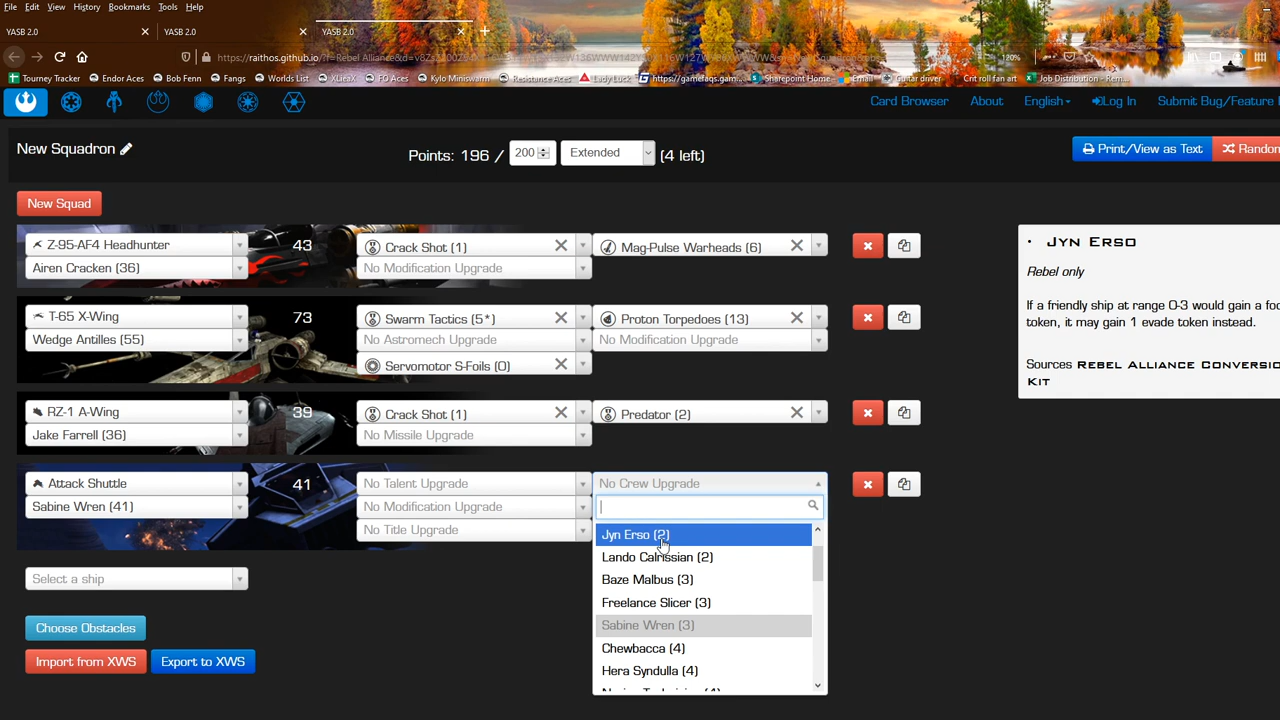 File Edit View History Bookmarks Tools Help
YASB 2.0 YASB 2.0 YASB 2.0
Tourney Tracker Endor Aces Bob Fenn Fangs Worlds List XLieaX FO Aces Kylo Miniswarm Resistance Aces Lady Luck https://gamefaqs.gam... Sharepoint Home Email Guitar driver Cnt roll fan art Job Distribution - Rem...
120%
Card Browser About English Log In Submit Bug/Feature
New Squadron Points: 196 / 200 Extended (4 left) Print/View as Text Random
New Squad
Z-95-AF4 Headhunter 43 Crack Shot (1) Mag-Pulse Warheads (6)
Airen Cracken (36) No Modification Upgrade
T-65 X-Wing 73 Swarm Tactics (5*) Proton Torpedoes (13)
Wedge Antilles (55) No Astromech Upgrade No Modification Upgrade
Servomotor S-Foils (0)
RZ-1 A-Wing 39 Crack Shot (1) Predator (2)
Jake Farrell (36) No Missile Upgrade
Attack Shuttle 41 No Talent Upgrade No Crew Upgrade
Sabine Wren (41) No Modification Upgrade
No Title Upgrade
Jyn Erso (2)
Lando Calrissian (2)
Baze Malbus (3)
Freelance Slicer (3)
Sabine Wren (3)
Chewbacca (4)
Hera Syndulla (4)
Select a ship
Choose Obstacles
Import from XWS Export to XWS
• Jyn Erso
Rebel only
If a friendly ship at range 0-3 would gain a foc
token, it may gain 1 evade token instead.
Sources Rebel Alliance Conversio
Kit